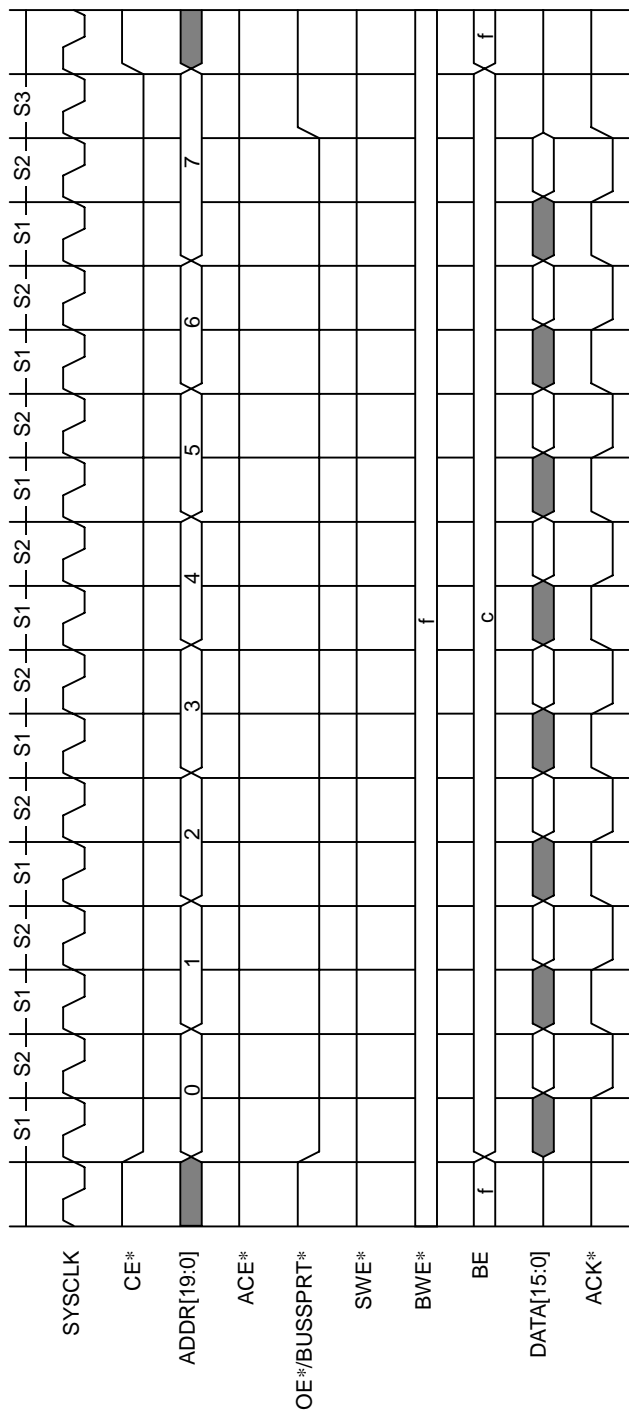 S1 S2 S1 S2 S1 S2 S1 S2 S1 S2 S1 S2 S1 S2 S1 S2 S3
SYSCLK
CE*
ADDR[19:0] 0 1 2 3 4 5 6 7
ACE*
OE*/BUSSPRT*
SWE*
BWE* f
BE f c f
DATA[15:0]
ACK*